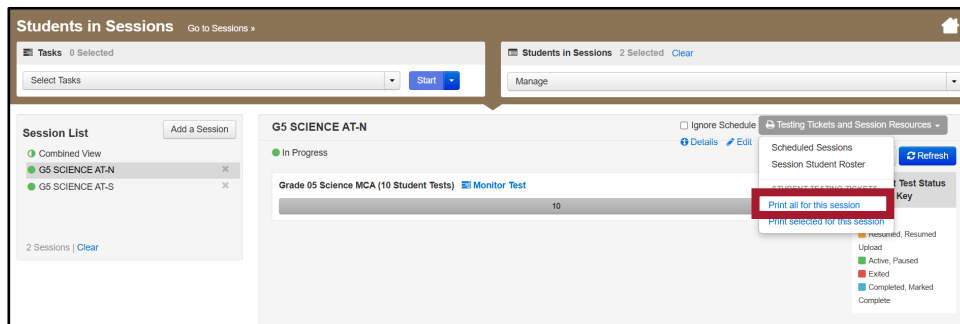 Students in Sessions Go to Sessions »
Tasks 0 Selected
Select Tasks
Start
Students in Sessions 2 Selected Clear
Manage
Session List
Add a Session
Combined View
G5 SCIENCE AT-N
G5 SCIENCE AT-S
2 Sessions | Clear
G5 SCIENCE AT-N
Ignore Schedule
Testing Tickets and Session Resources
Details Edit
In Progress
Refresh
Grade 05 Science MCA (10 Student Tests) Monitor Test
10
Scheduled Sessions
Session Student Roster
STUDENT TESTING TICKETS
Print all for this session
Print selected for this session
Test Status
Key
Resumed, Resumed
Upload
Active, Paused
Exited
Completed, Marked
Complete